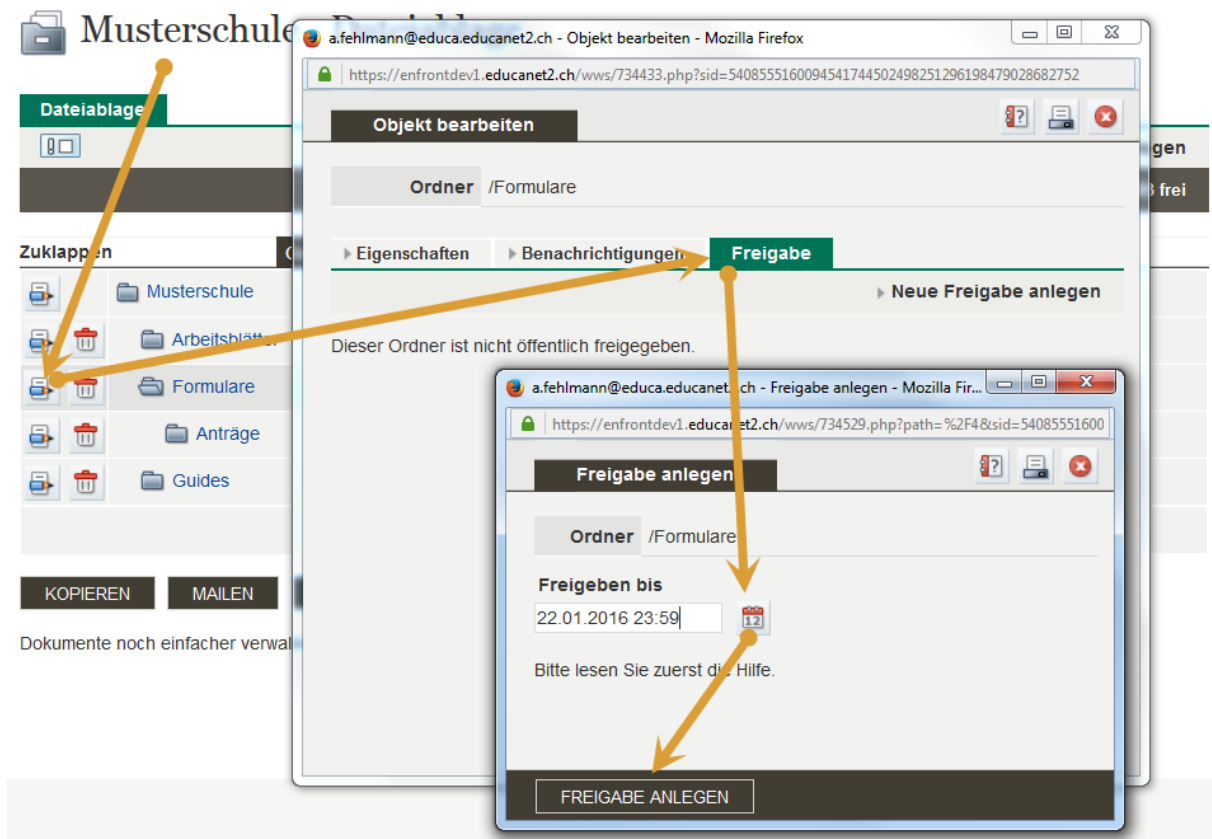 Musterschule
Dateiablage
gen
frei
Zuklappen
Musterschule
Arbeitsblätter
Formulare
Anträge
Guides
KOPIEREN
MAILEN
Dokumente noch einfacher verwal
a.fehlmann@educa.educanet2.ch - Objekt bearbeiten - Mozilla Firefox
https://enfrontdev1.educanet2.ch/wws/734433.php?sid=54085551600945417445024982512961984790286827​52
Objekt bearbeiten
Ordner /Formulare
Eigenschaften Benachrichtigungen Freigabe
Neue Freigabe anlegen
Dieser Ordner ist nicht öffentlich freigegeben.
a.fehlmann@educa.educanet2.ch - Freigabe anlegen - Mozilla Fir...
https://enfrontdev1.educanet2.ch/wws/734529.php?path=%2F4&sid=54085551600
Freigabe anlegen
Ordner /Formulare
Freigeben bis
22.01.2016 23:59
12
Bitte lesen Sie zuerst die Hilfe.
FREIGABE ANLEGEN